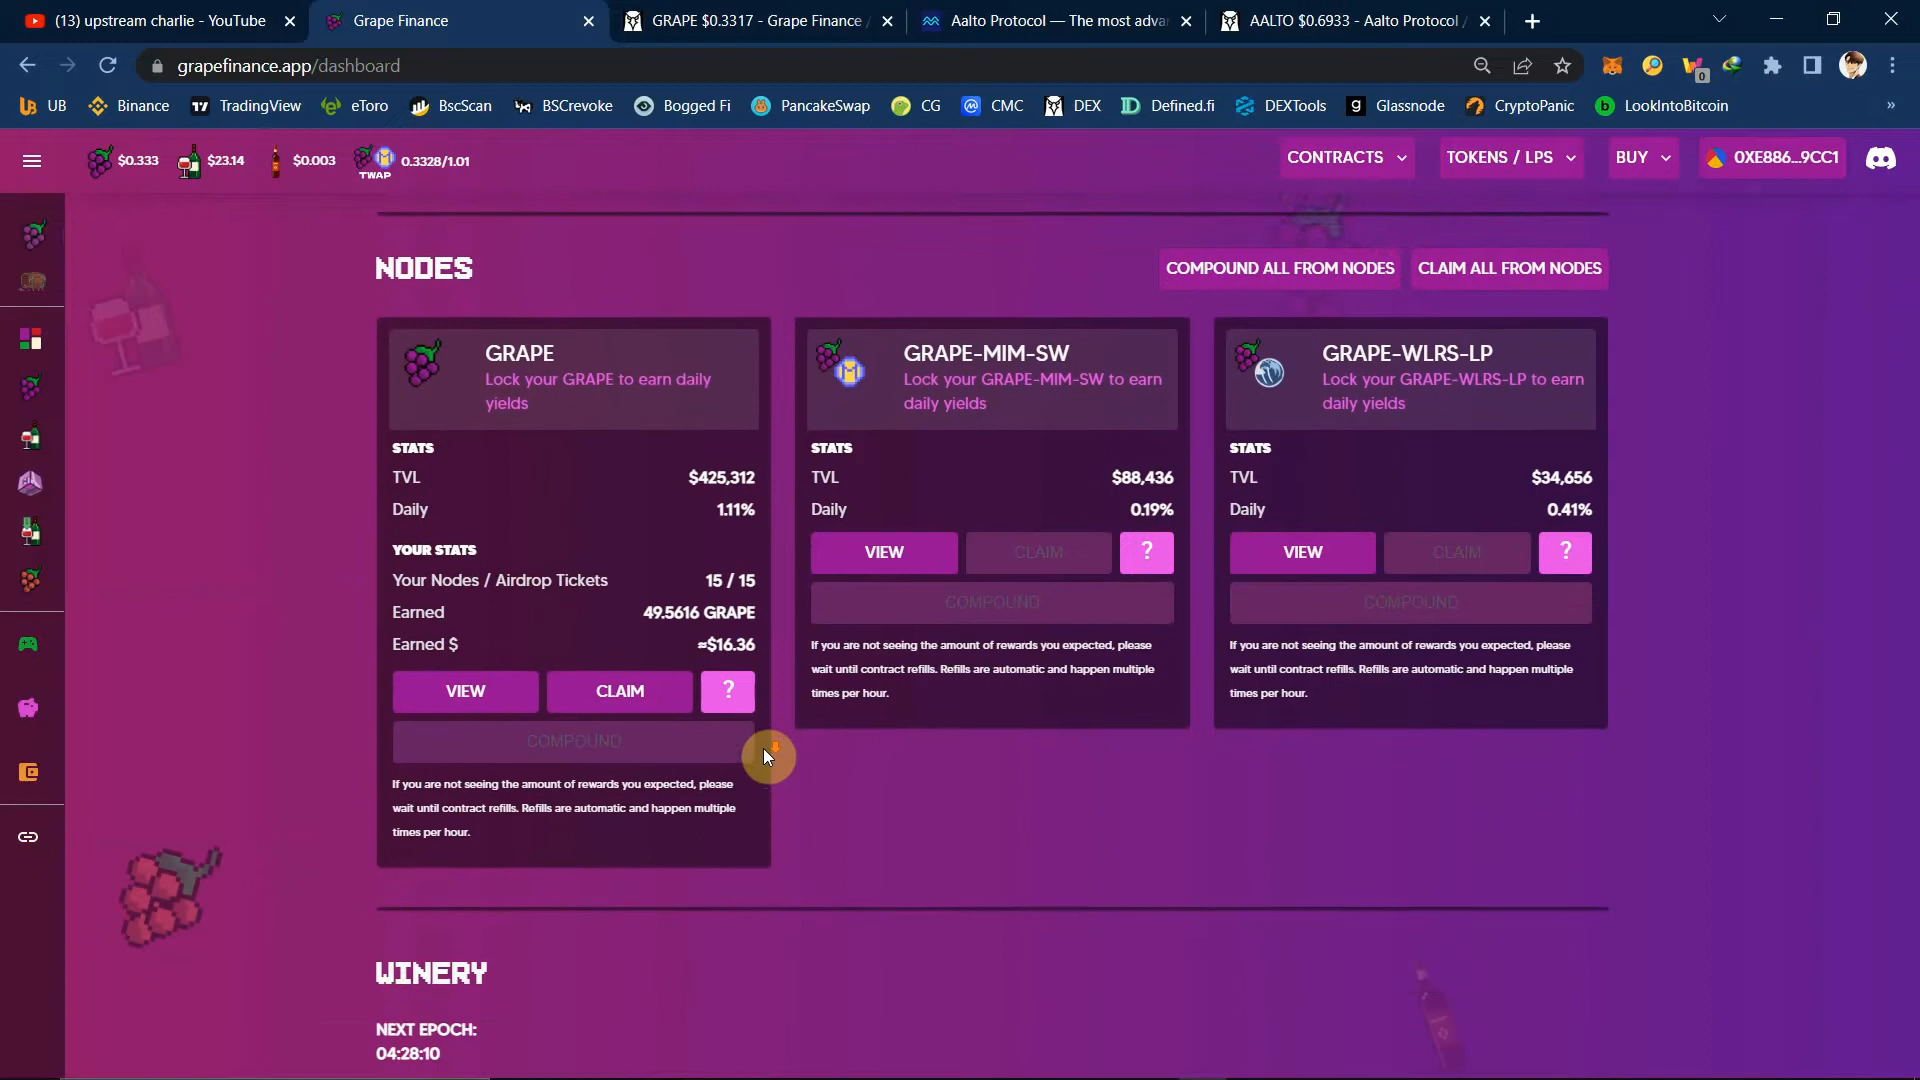 (13) upstream charlie - YouTube
Grape Finance
GRAPE $0.3317 - Grape Finance /
Aalto Protocol — The most adva
AALTO $0.6933 - Aalto Protocol /
grapefinance.app/dashboard
0
UB
Binance
TradingView
eToro
BscScan
BSCrevoke
Bogged Fi
PancakeSwap
CG
CMC
DEX
Defined.fi
DEXTools
Glassnode
CryptoPanic
LookIntoBitcoin
»
$0.333
$23.14
$0.003
TWAP
0.3328/1.01
CONTRACTS
TOKENS / LPS
BUY
0XE886...9CC1
NODES
COMPOUND ALL FROM NODES
CLAIM ALL FROM NODES
GRAPE
Lock your GRAPE to earn daily
yields
STATS
TVL $425,312
Daily 1.11%
YOUR STATS
Your Nodes / Airdrop Tickets 15 / 15
Earned 49.5616 GRAPE
Earned $ ≈$16.36
VIEW CLAIM ?
COMPOUND
If you are not seeing the amount of rewards you expected, please
wait until contract refills. Refills are automatic and happen multiple
times per hour.
GRAPE-MIM-SW
Lock your GRAPE-MIM-SW to earn
daily yields
STATS
TVL $88,436
Daily 0.19%
VIEW CLAIM ?
COMPOUND
If you are not seeing the amount of rewards you expected, please
wait until contract refills. Refills are automatic and happen multiple
times per hour.
GRAPE-WLRS-LP
Lock your GRAPE-WLRS-LP to earn
daily yields
STATS
TVL $34,656
Daily 0.41%
VIEW CLAIM ?
COMPOUND
If you are not seeing the amount of rewards you expected, please
wait until contract refills. Refills are automatic and happen multiple
times per hour.
WINERY
NEXT EPOCH:
04:28:10